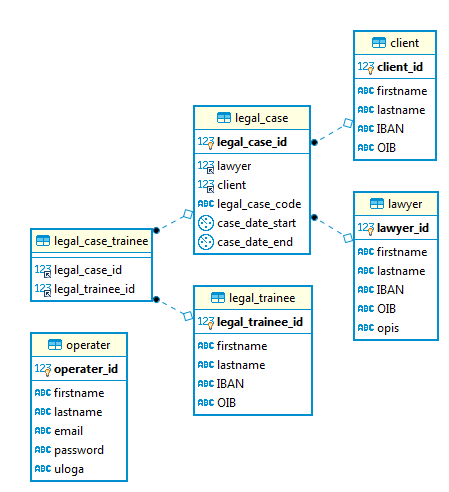 client
123 client_id
ABC firstname
ABC lastname
ABC IBAN
ABC OIB
legal_case
123 legal_case_id
123 lawyer
123 client
ABC legal_case_code
case_date_start
case_date_end
lawyer
123 lawyer_id
ABC firstname
ABC lastname
ABC IBAN
ABC OIB
ABC opis
legal_case_trainee
123 legal_case_id
123 legal_trainee_id
legal_trainee
123 legal_trainee_id
ABC firstname
ABC lastname
ABC IBAN
ABC OIB
operater
123 operater_id
ABC firstname
ABC lastname
ABC email
ABC password
ABC uloga